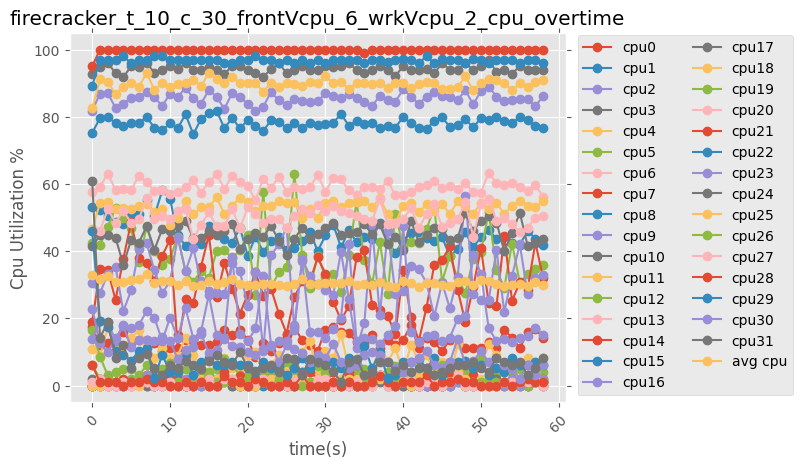 firecracker_t_10_c_30_frontVcpu_6_wrkVcpu_2_cpu_overtime
Cpu Utilization %
100
80
60
40
20
0
0
10
20
30
40
50
60
time(s)
cpu0
cpu1
cpu2
cpu3
cpu4
cpu5
cpu6
cpu7
cpu8
cpu9
cpu10
cpu11
cpu12
cpu13
cpu14
cpu15
cpu16
cpu17
cpu18
cpu19
cpu20
cpu21
cpu22
cpu23
cpu24
cpu25
cpu26
cpu27
cpu28
cpu29
cpu30
cpu31
avg cpu